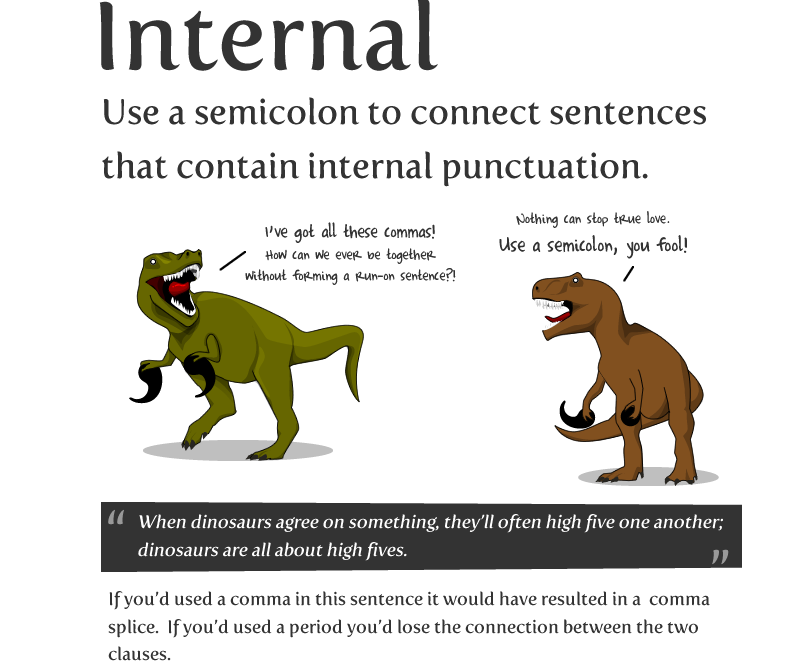 Internal
Use a semicolon to connect sentences
that contain internal punctuation.
I've got all these commas!
How can we ever be together
without forming a run-on sentence?!
Nothing can stop true love.
Use a semicolon, you fool!
“ When dinosaurs agree on something, they'll often high five one another;
dinosaurs are all about high fives. ”
If you'd used a comma in this sentence it would have resulted in a  comma
splice.  If you'd used a period you'd lose the connection between the two
clauses.